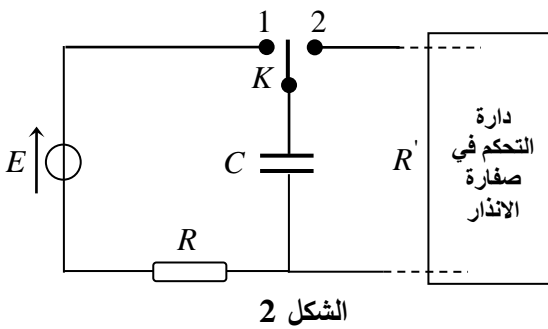 1 2
K
E
C
R'
R
دارة
التحكم في
صفارة
الانذار
الشكل 2